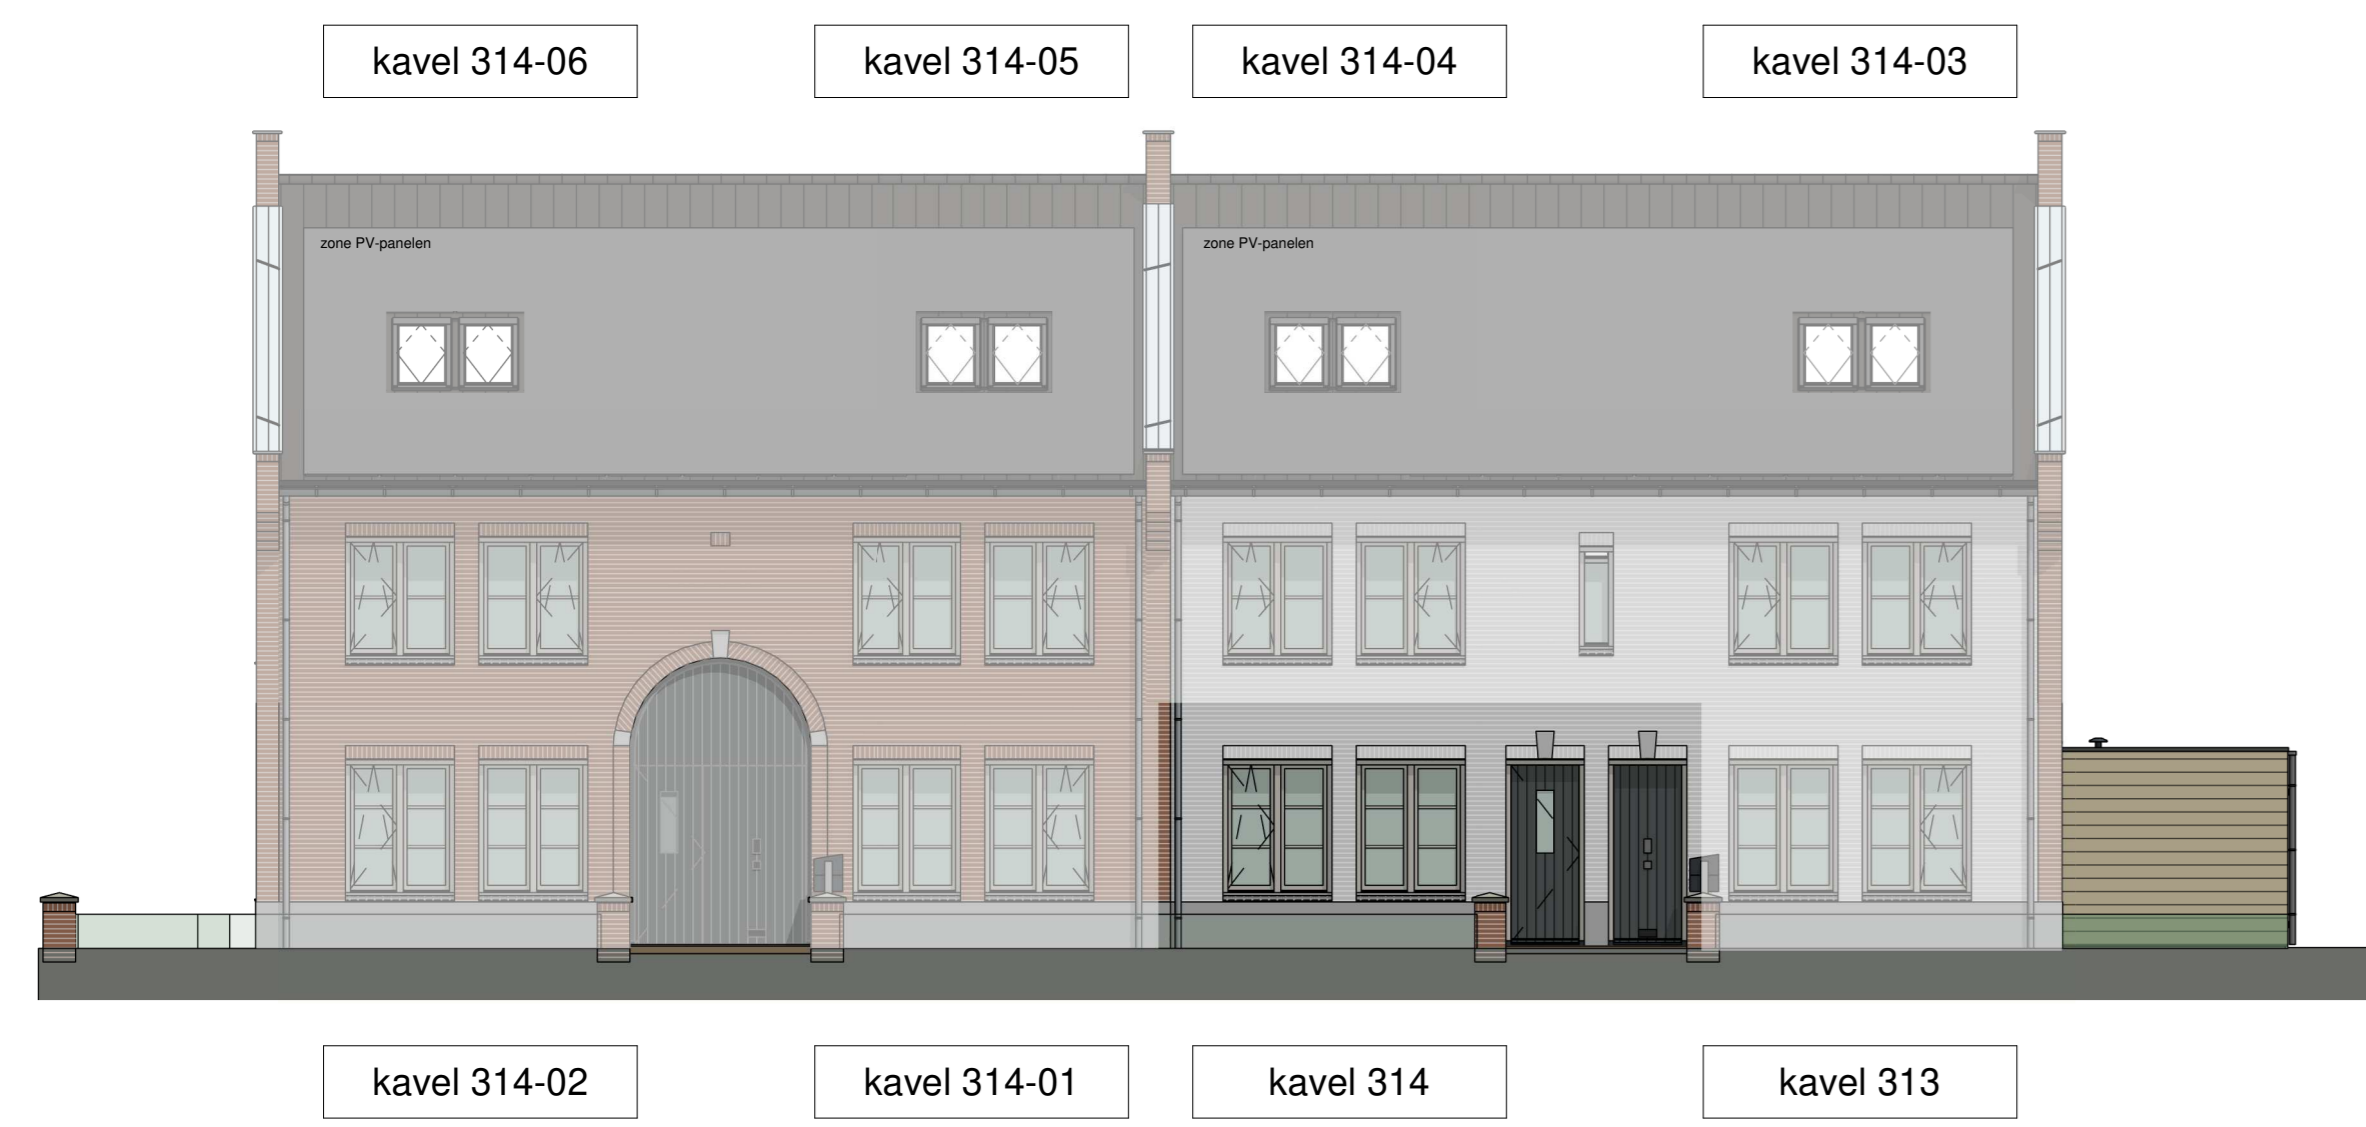 kavel 314-06
kavel 314-05
kavel 314-04
kavel 314-03
zone PV-panelen
zone PV-panelen
kavel 314-02
kavel 314-01
kavel 314
kavel 313